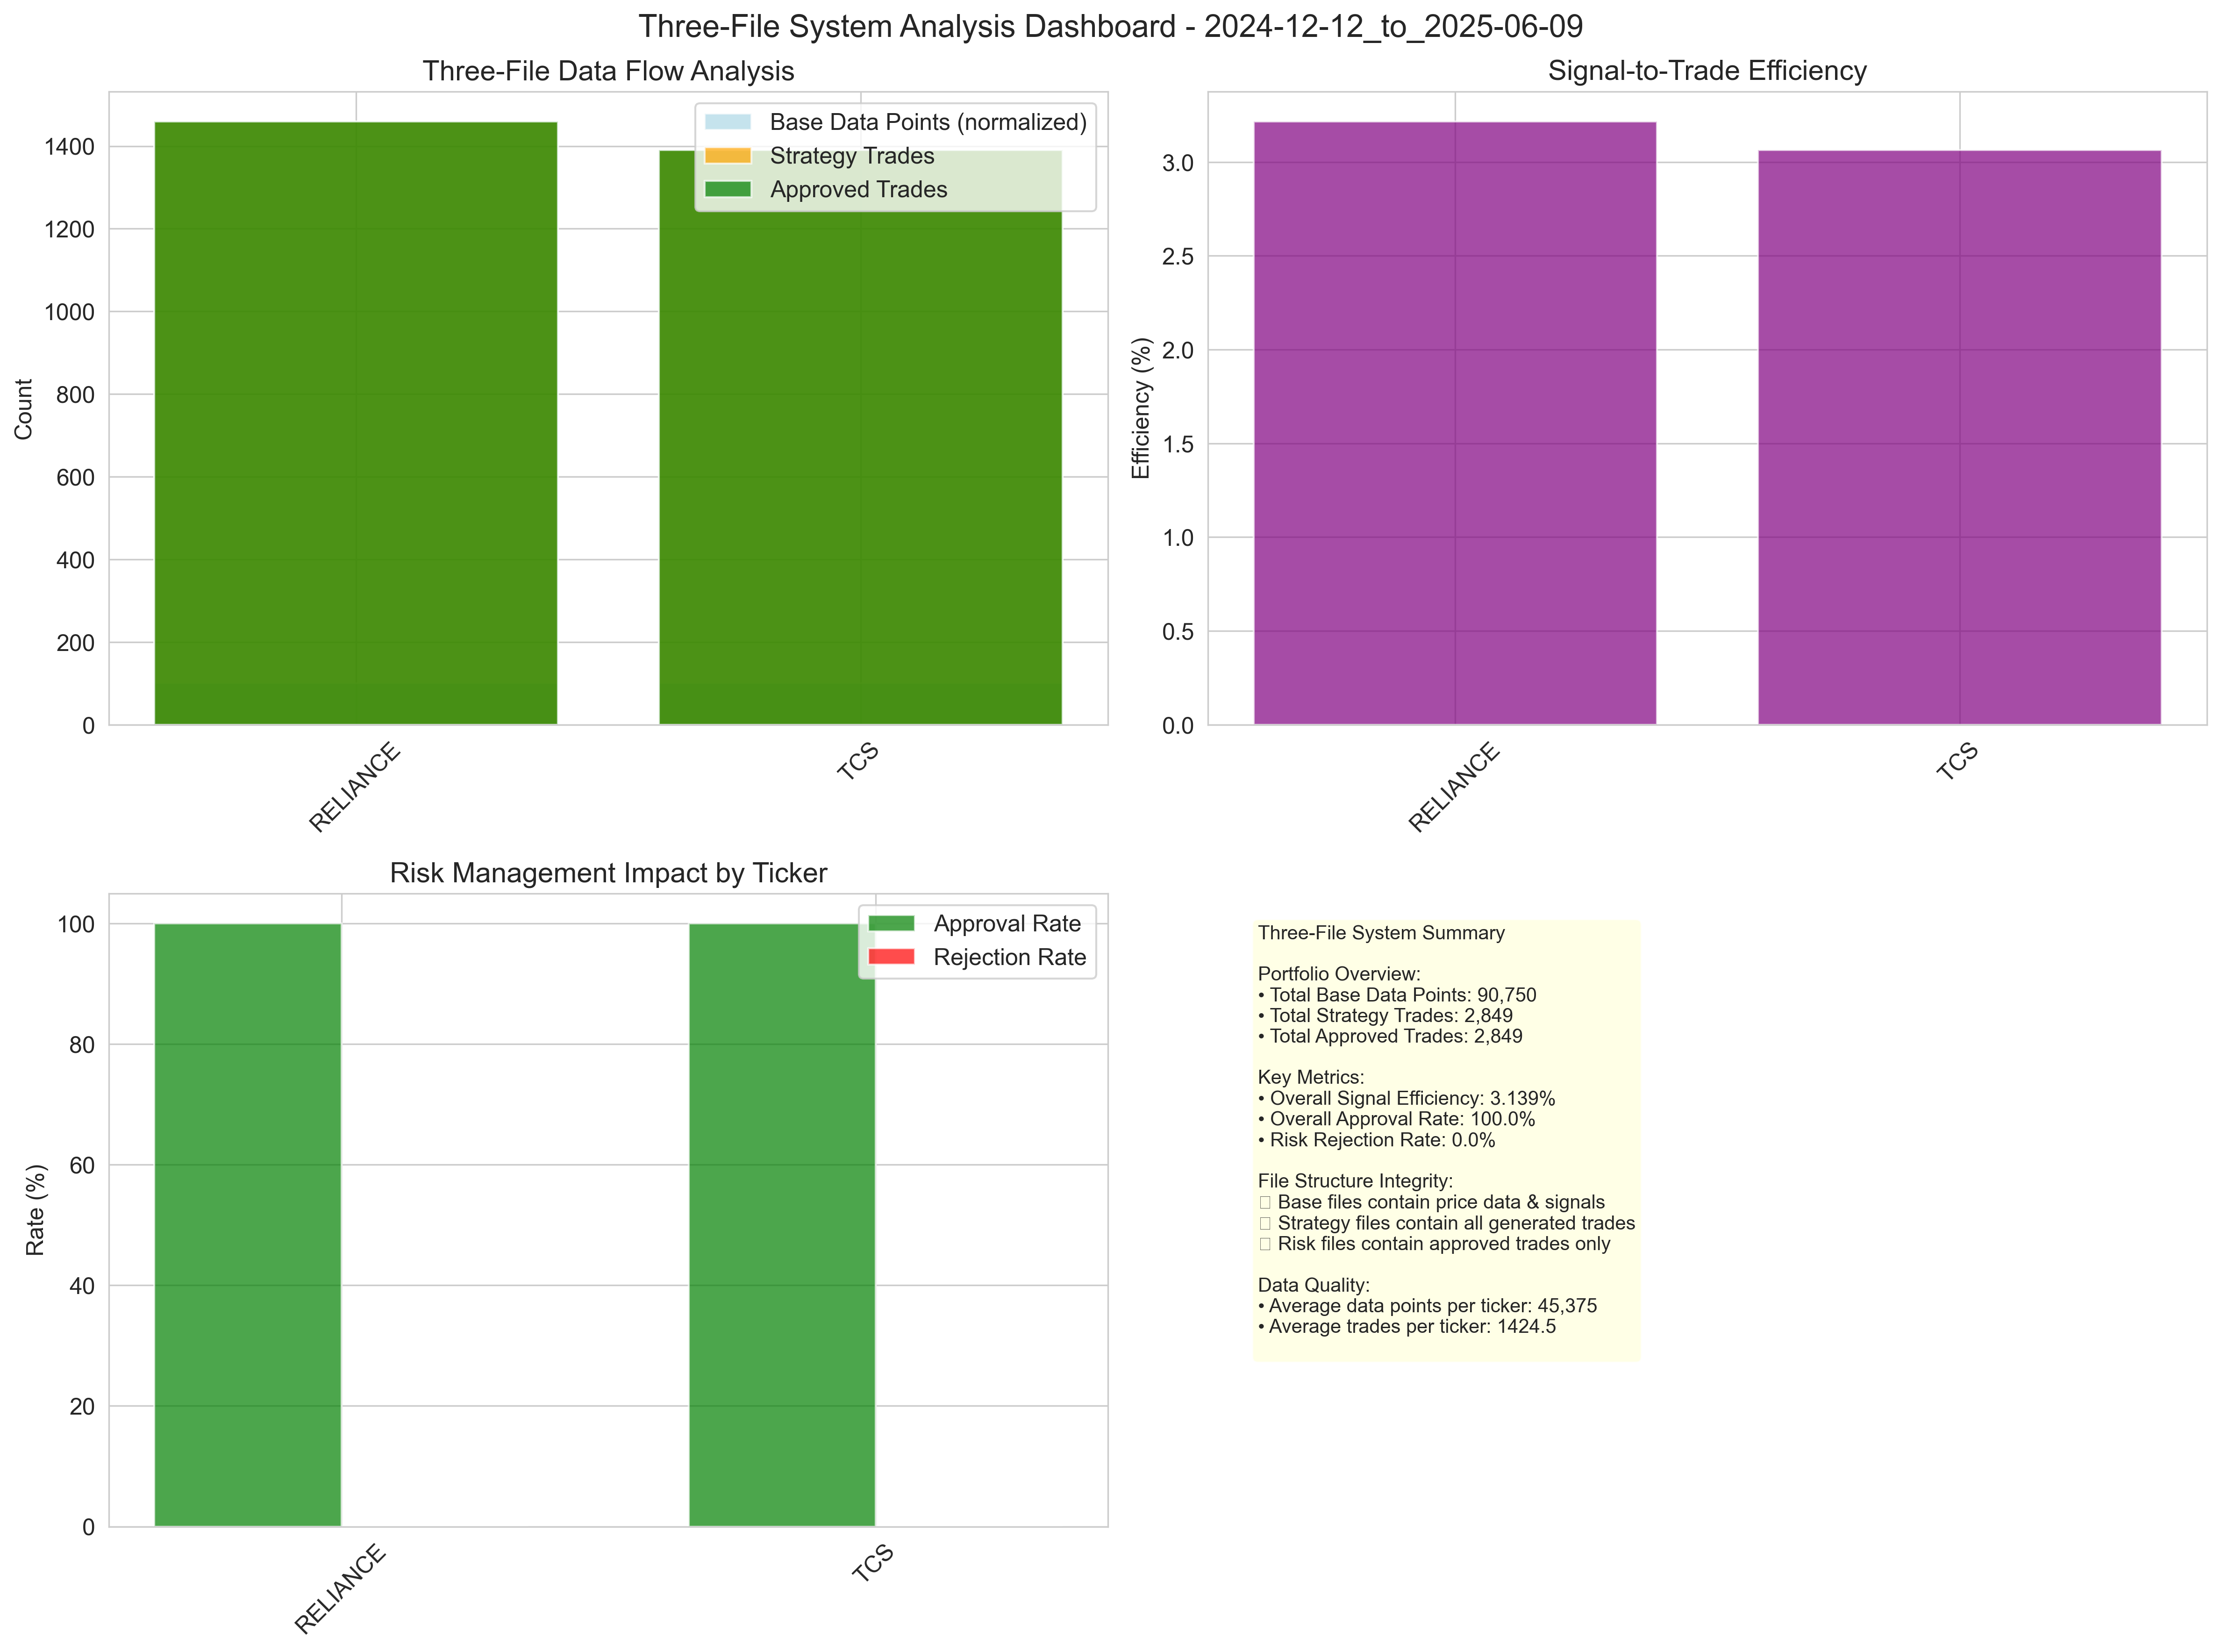 Three-File System Analysis Dashboard - 2024-12-12_to_2025-06-09
Three-File Data Flow Analysis
Count
1400
1200
1000
800
600
400
200
0
Base Data Points (normalized)
Strategy Trades
Approved Trades
RELIANCE
TCS
Signal-to-Trade Efficiency
Efficiency (%)
3.0
2.5
2.0
1.5
1.0
0.5
0.0
RELIANCE
TCS
Risk Management Impact by Ticker
Rate (%)
100
80
60
40
20
0
Approval Rate
Rejection Rate
RELIANCE
TCS
Three-File System Summary
Portfolio Overview:
• Total Base Data Points: 90,750
• Total Strategy Trades: 2,849
• Total Approved Trades: 2,849
Key Metrics:
• Overall Signal Efficiency: 3.139%
• Overall Approval Rate: 100.0%
• Risk Rejection Rate: 0.0%
File Structure Integrity:
▯ Base files contain price data & signals
▯ Strategy files contain all generated trades
▯ Risk files contain approved trades only
Data Quality:
• Average data points per ticker: 45,375
• Average trades per ticker: 1424.5